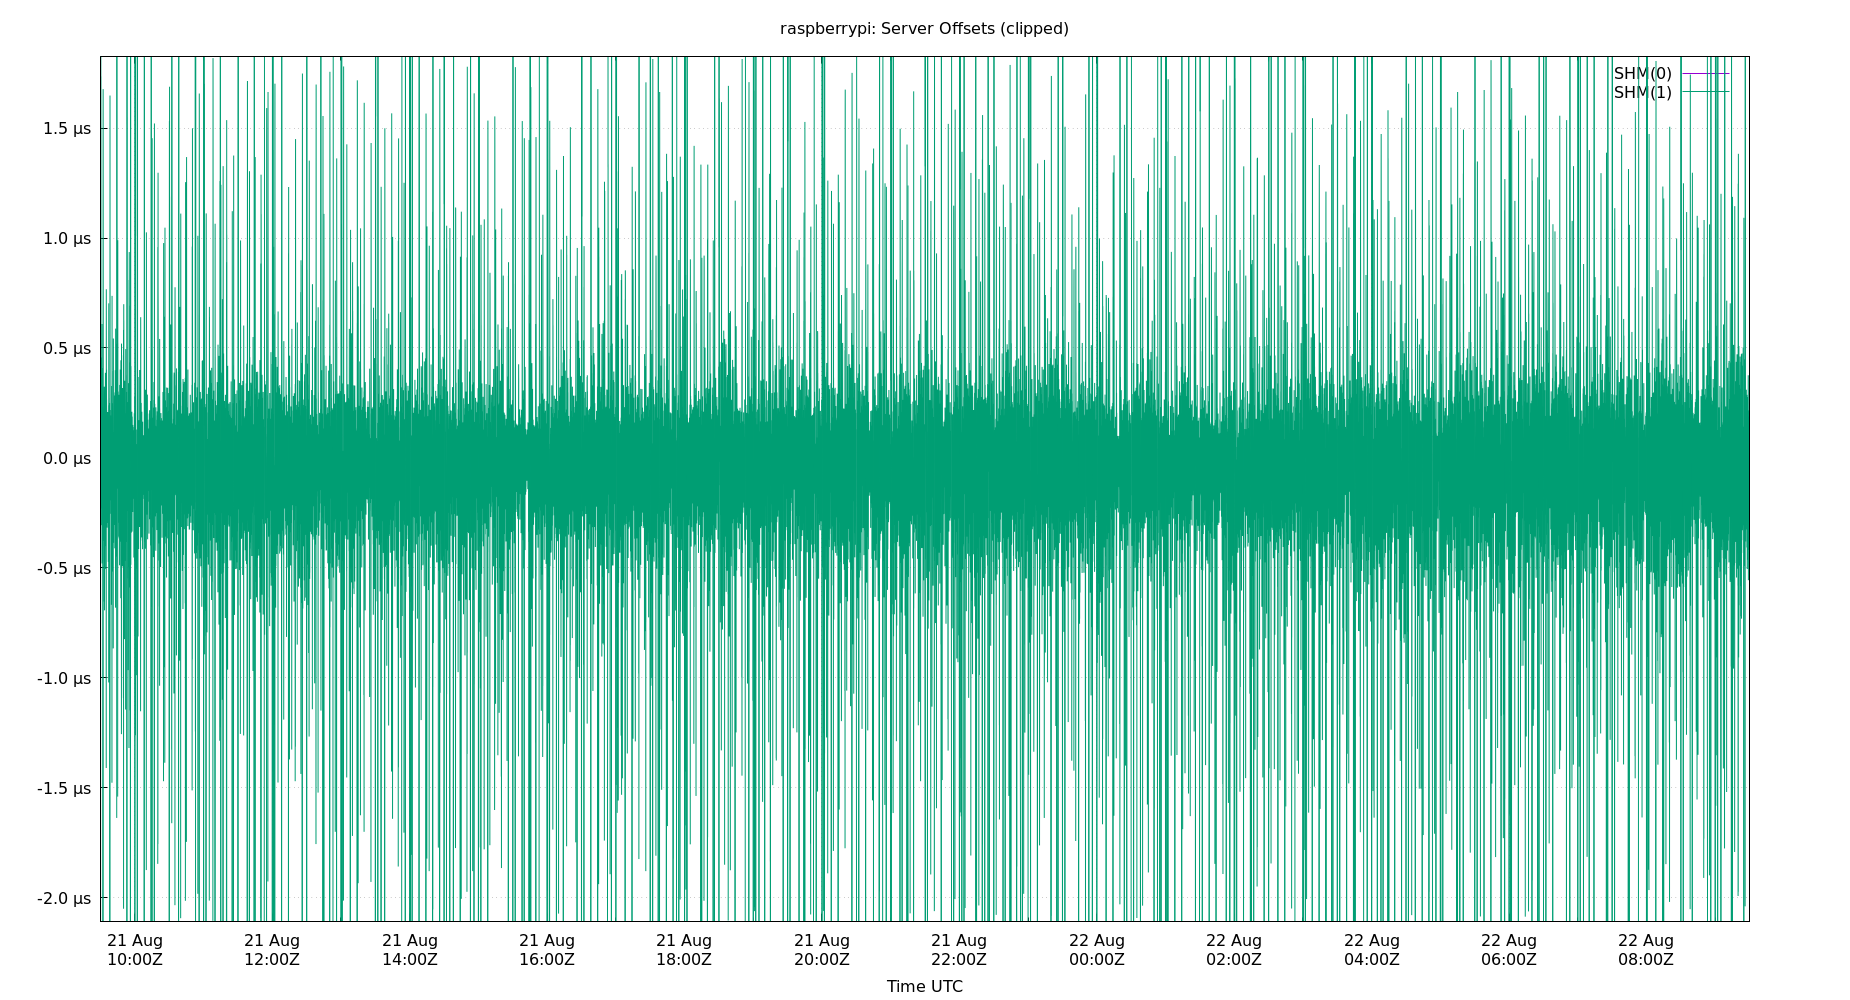 raspberrypi: Server Offsets (clipped)
SHM(0)
SHM(1)
1.5 µs
1.0 µs
0.5 µs
0.0 µs
-0.5 µs
-1.0 µs
-1.5 µs
-2.0 µs
21 Aug 21 Aug 21 Aug 21 Aug 21 Aug 21 Aug 21 Aug 22 Aug 22 Aug 22 Aug 22 Aug 22 Aug
10:00Z 12:00Z 14:00Z 16:00Z 18:00Z 20:00Z 22:00Z 00:00Z 02:00Z 04:00Z 06:00Z 08:00Z
Time UTC